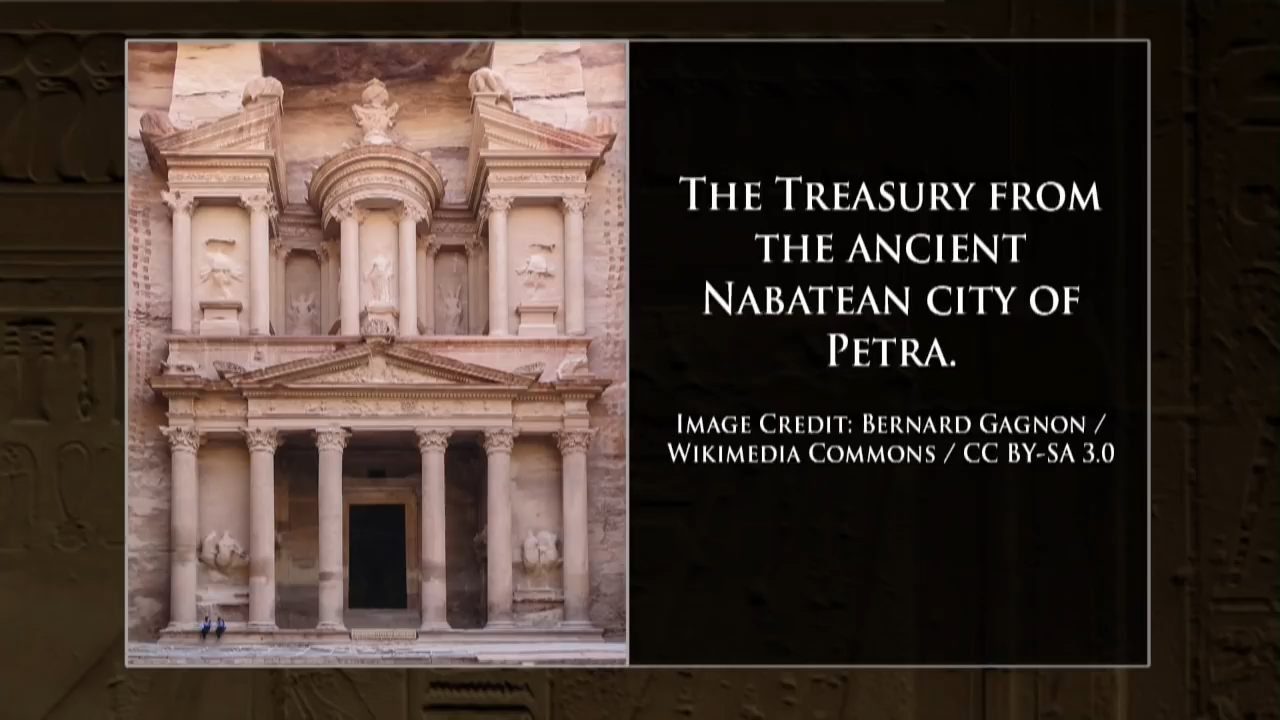 The Treasury from
the ancient
Nabatean city of
Petra.
Image Credit: Bernard Gagnon /
Wikimedia Commons / CC BY-SA 3.0